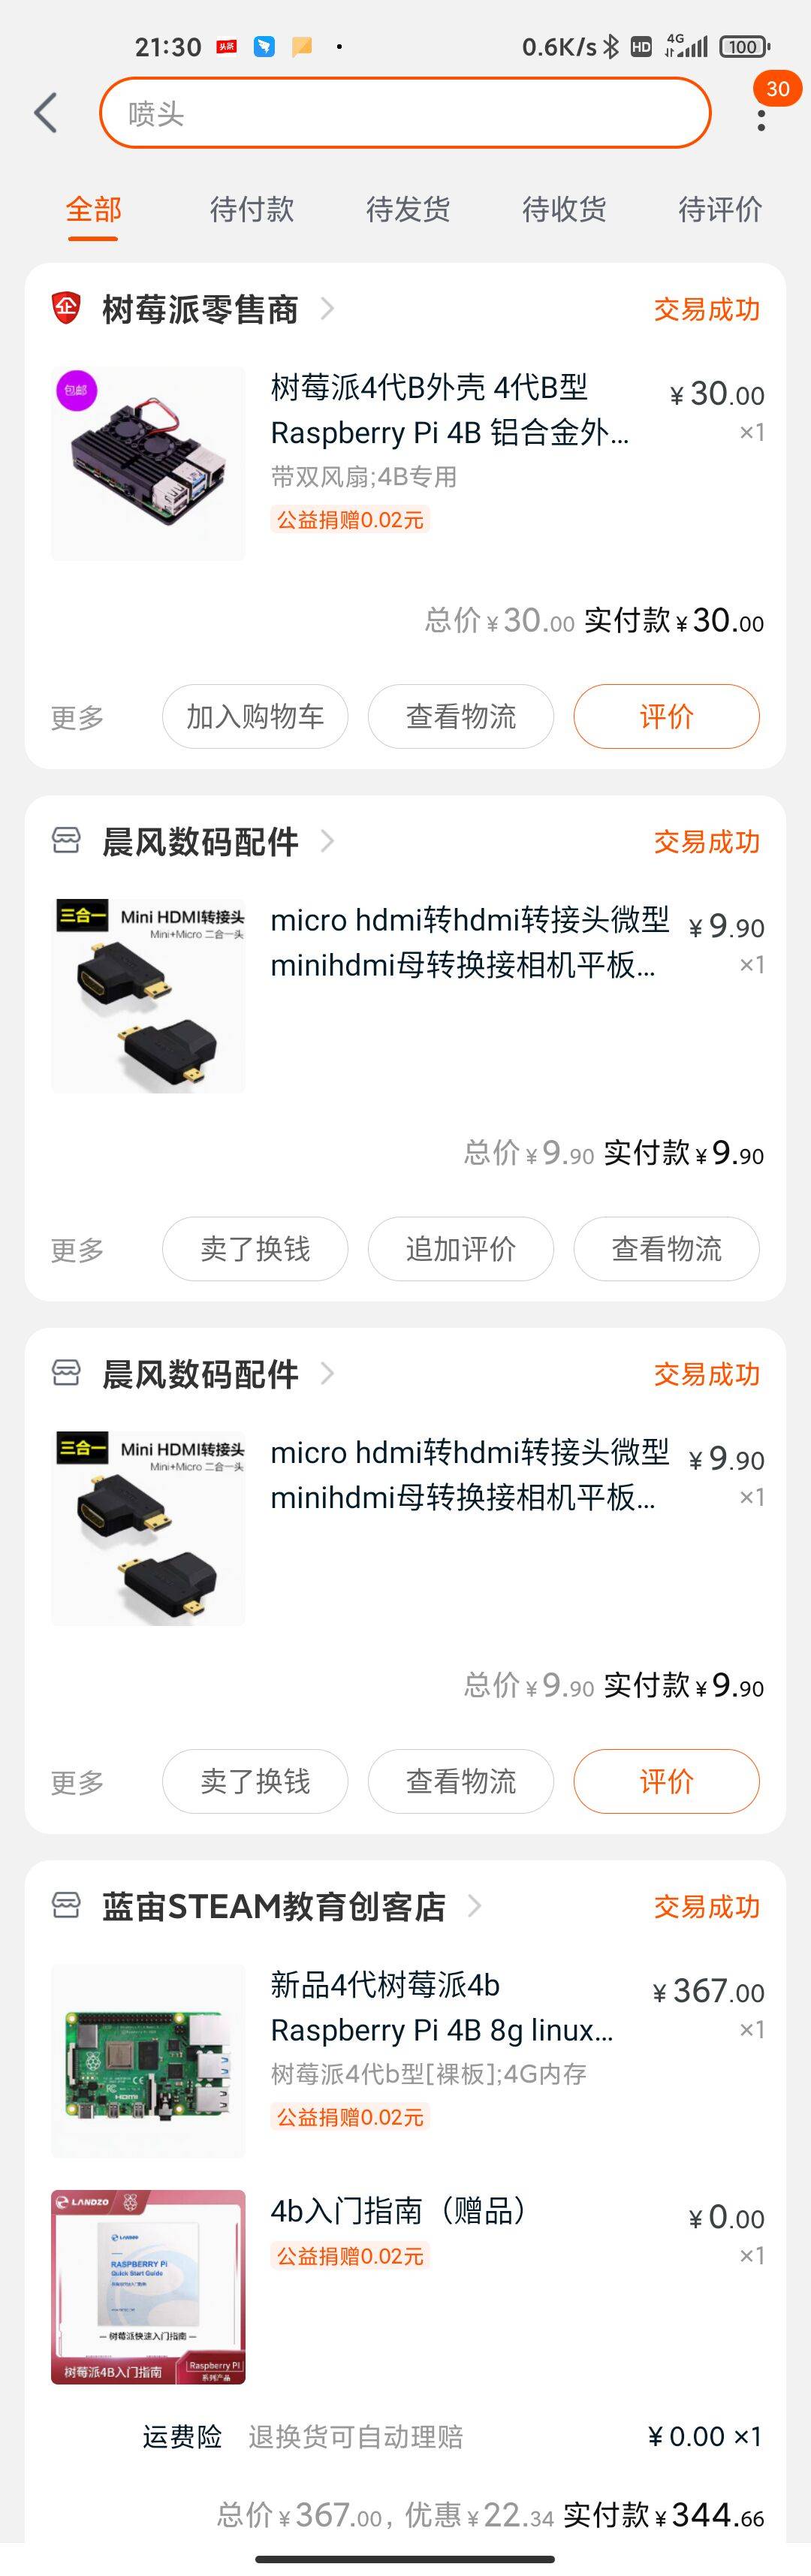 21:30 头条 0.6K/s HD 4G 100
喷头
30
全部 待付款 待发货 待收货 待评价
企 树莓派零售商 交易成功
包邮
树莓派4代B外壳 4代B型 ¥30.00
Raspberry Pi 4B 铝合金外... ×1
带双风扇;4B专用
公益捐赠0.02元
总价¥30.00 实付款¥30.00
更多 加入购物车 查看物流 评价
晨风数码配件 交易成功
三合一 Mini HDMI转接头
Mini+Micro 二合一头
micro hdmi转hdmi转接头微型 ¥9.90
minihdmi母转换接相机平板... ×1
总价¥9.90 实付款¥9.90
更多 卖了换钱 追加评价 查看物流
晨风数码配件 交易成功
三合一 Mini HDMI转接头
Mini+Micro 二合一头
micro hdmi转hdmi转接头微型 ¥9.90
minihdmi母转换接相机平板... ×1
总价¥9.90 实付款¥9.90
更多 卖了换钱 查看物流 评价
蓝宙STEAM教育创客店 交易成功
HDMI
新品4代树莓派4b ¥367.00
Raspberry Pi 4B 8g linux... ×1
树莓派4代b型[裸板];4G内存
公益捐赠0.02元
LANDZO
LANDZO
RASPBERRY Pi
Quick Start Guide
— 树莓派快速入门指南 —
树莓派4B入门指南
Raspberry PI
系列产品
4b入门指南（赠品） ¥0.00
公益捐赠0.02元 ×1
运费险 退换货可自动理赔 ¥0.00 ×1
总价¥367.00, 优惠¥22.34 实付款¥344.66